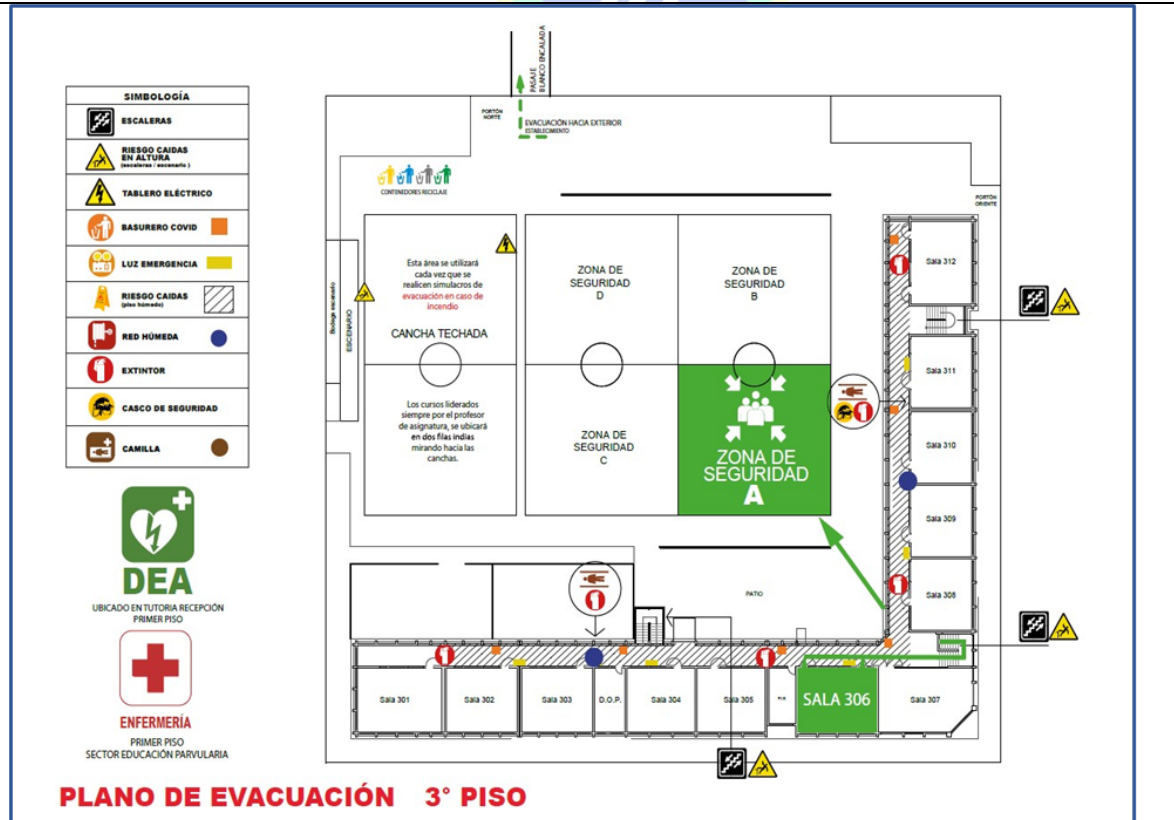 SIMBOLOGÍA
ESCALERAS
RIESGO CAIDAS
EN ALTURA
(escaleras / escenario )
TABLERO ELÉCTRICO
BASURERO COVID
LUZ EMERGENCIA
RIESGO CAIDAS
(piso húmedo)
RED HÚMEDA
EXTINTOR
CASCO DE SEGURIDAD
CAMILLA
DEA
UBICADO EN TUTORIA RECEPCIÓN
PRIMER PISO
ENFERMERÍA
PRIMER PISO
SECTOR EDUCACIÓN PARVULARIA
PASAJE
BLANCO ENCALADA
PORTÓN
NORTE
EVACUACIÓN HACIA EXTERIOR
ESTABLECIMIENTO
CONTENEDORES RECICLAJE
PORTÓN
ORIENTE
Bodega escenario
ESCENARIO
Esta área se utilizará
cada vez que se
realicen simulacros de
evacuación en caso de
incendio
CANCHA TECHADA
Los cursos liderados
siempre por el profesor
de asignatura, se ubicará
en dos filas indias
mirando hacia las
canchas.
ZONA DE
SEGURIDAD
D
ZONA DE
SEGURIDAD
B
ZONA DE
SEGURIDAD
C
ZONA DE
SEGURIDAD
A
PATIO
Sala 312
Sala 311
Sala 310
Sala 309
Sala 308
Sala 301
Sala 302
Sala 303
D.O.P.
Sala 304
Sala 305
SALA 306
Sala 307
PLANO DE EVACUACIÓN 3° PISO